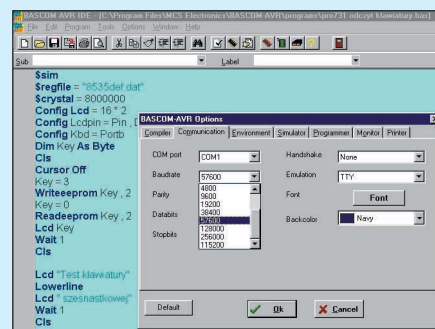 BASCOM AVR IDE - [C:\Program Files\MCS Electronics\BASCOM-AVR\programs\pro731 odczyt klawiatury.bas]
File Edit Program Tools Options Window Help
Sub Label
$sim
$regfile = "8535def.dat"
$crystal = 8000000
Config Lcd = 16 * 2
Config Lcdpin = Pin ,
Config Kbd = Portb
Dim Key As Byte
Cls
Cursor Off
Key = 3
Writeeeprom Key , 2
Key = 0
Readeeprom Key , 2
Lcd Key
Wait 1
Cls
Lcd "Test klawiatury"
Lowerline
Lcd " szesnastkowej"
Wait 1
Cls
BASCOM-AVR Options
Compiler Communication Environment Simulator Programmer Monitor Printer
COM port COM1 Handshake None
Baudrate 57600 Emulation TTY
Parity Font Font
Databits Backcolor Navy
Stopbits
4800
9600
19200
38400
57600
128000
256000
115200
Default Ok Cancel